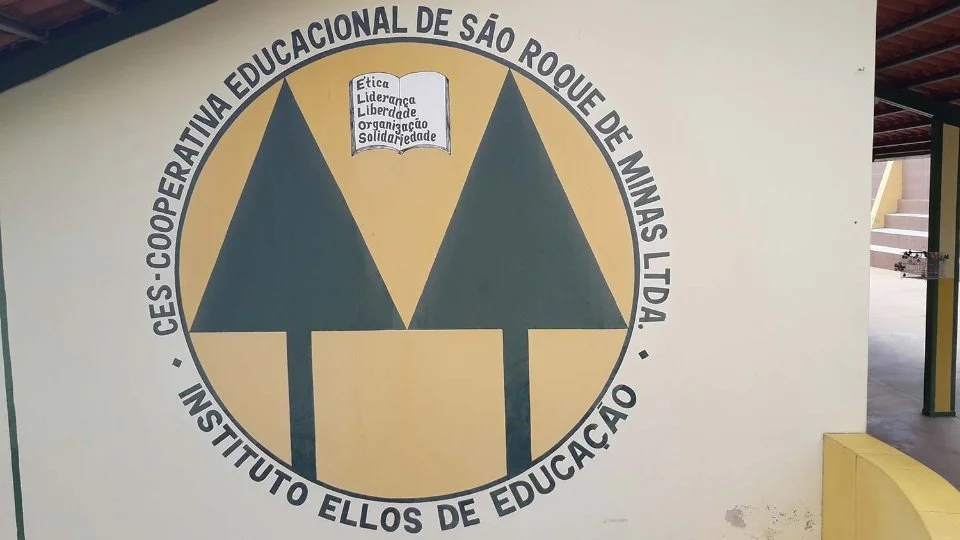 CES-COOPERATIVA EDUCACIONAL DE SÃO ROQUE DE MINAS LTDA.
Ética
Liderança
Liberdade
Organização
Solidariedade
INSTITUTO ELLOS DE EDUCAÇÃO